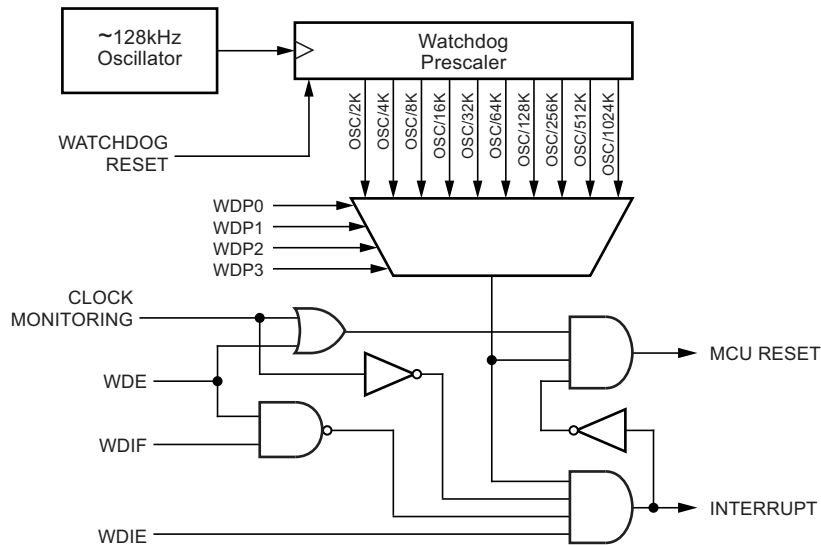 ~128kHz
Oscillator
Watchdog
Prescaler
OSC/2K
OSC/4K
OSC/8K
OSC/16K
OSC/32K
OSC/64K
OSC/128K
OSC/256K
OSC/512K
OSC/1024K
WATCHDOG
RESET
WDP0
WDP1
WDP2
WDP3
CLOCK
MONITORING
MCU RESET
WDE
WDIF
INTERRUPT
WDIE